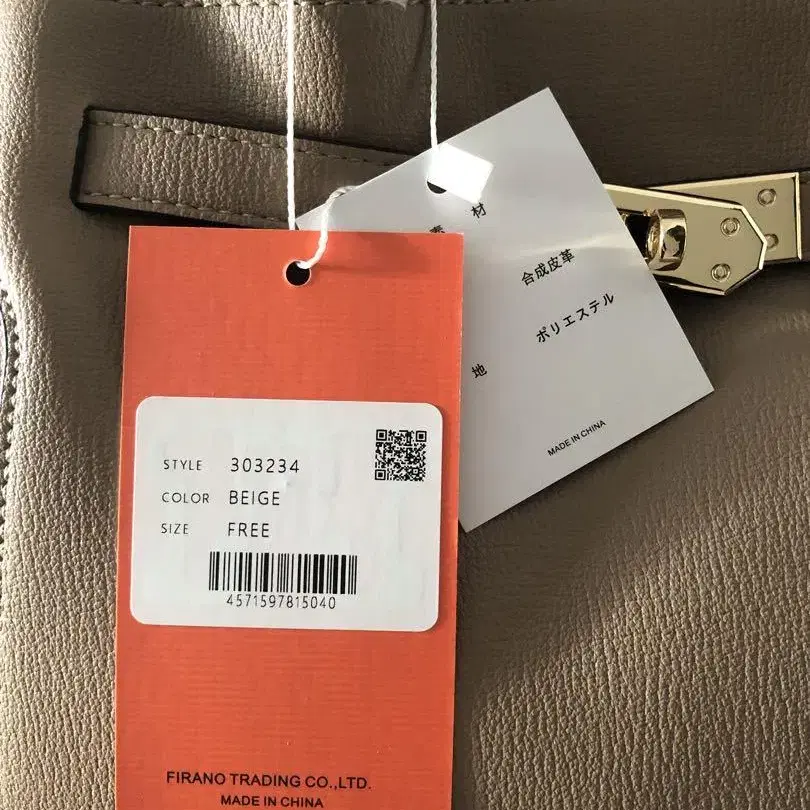 STYLE 303234
COLOR BEIGE
SIZE FREE
4571597815040
FIRANO TRADING CO.,LTD.
MADE IN CHINA
素 材
合成皮革
地 ポリエステル
MADE IN CHINA